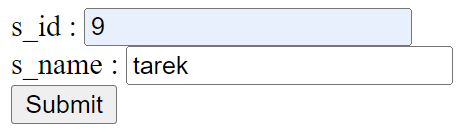 s_id : 9
s_name : tarek
Submit